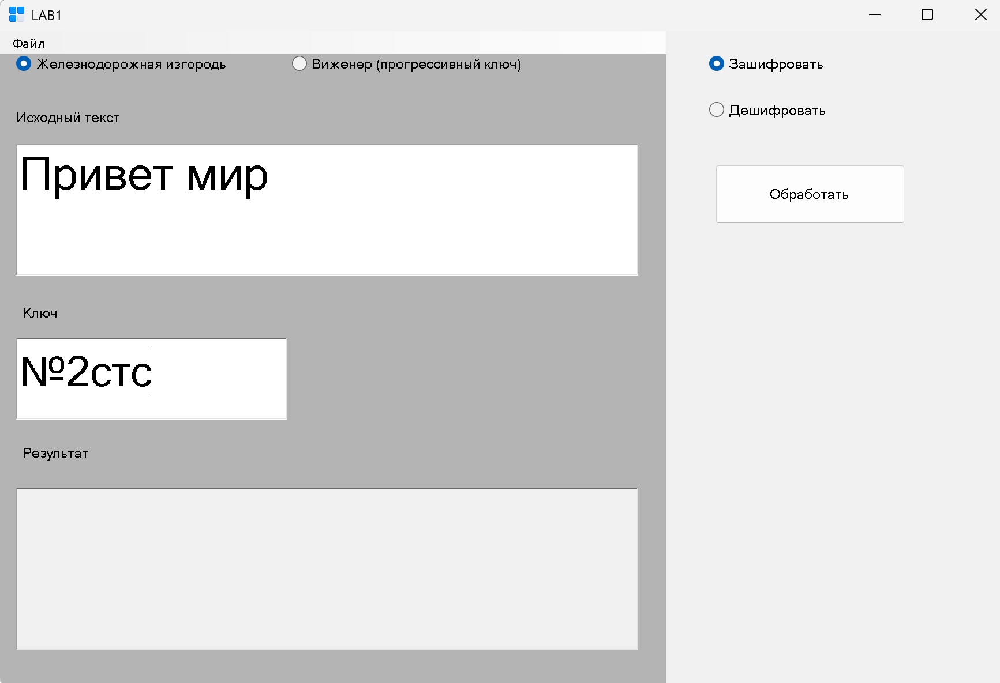 LAB1
Файл
Железнодорожная изгородь
Виженер (прогрессивный ключ)
Зашифровать
Дешифровать
Исходный текст
Привет мир
Обработать
Ключ
№2стс
Результат